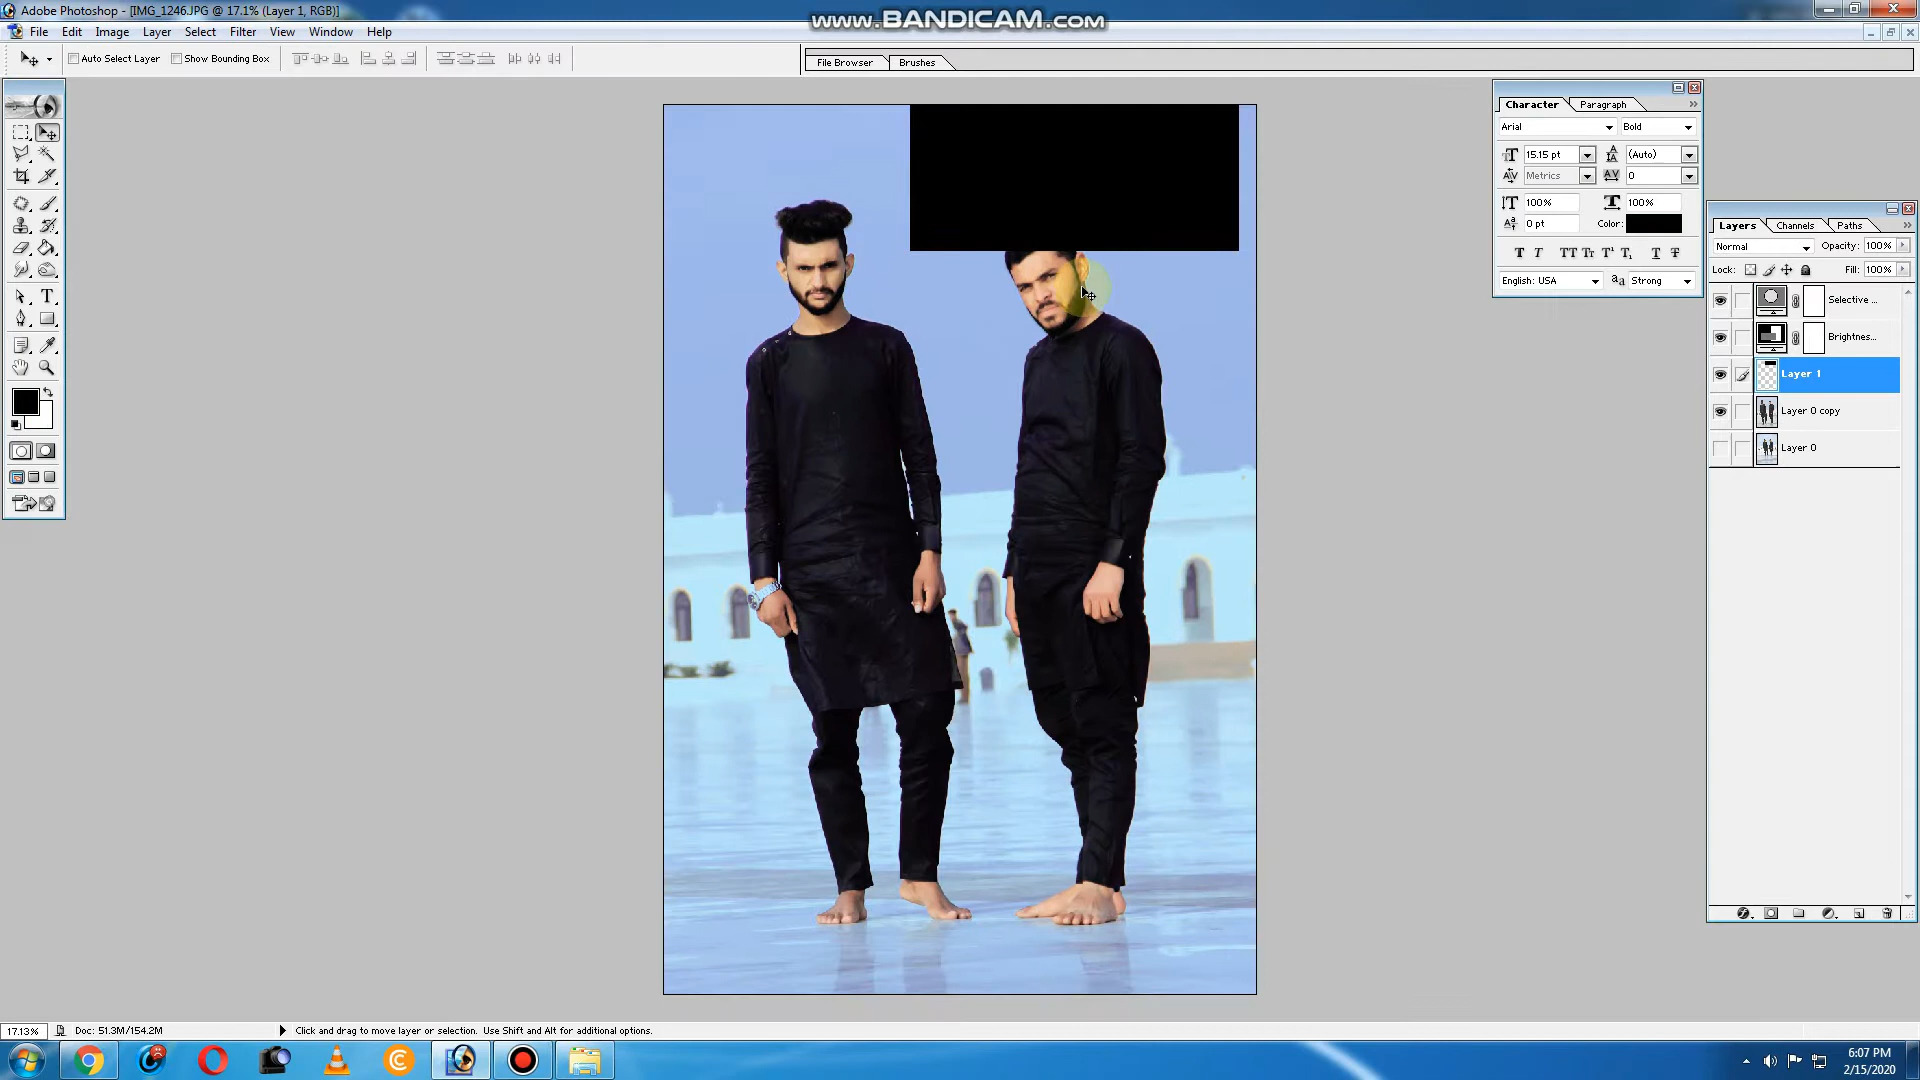 Adobe Photoshop - [IMG_1246.JPG @ 17.1% (Layer 1, RGB)]
www.BANDICAM.com
File Edit Image Layer Select Filter View Window Help
Auto Select Layer Show Bounding Box
File Browser Brushes
Character Paragraph
Arial Bold
15.15 pt (Auto)
Metrics 0
100% 100%
0 pt Color:
English: USA Strong
Layers Channels Paths
Normal Opacity: 100%
Lock: Fill: 100%
Selective ...
Brightnes...
Layer 1
Layer 0 copy
Layer 0
17.13% Doc: 51.3M/154.2M Click and drag to move layer or selection. Use Shift and Alt for additional options.
6:07 PM
2/15/2020